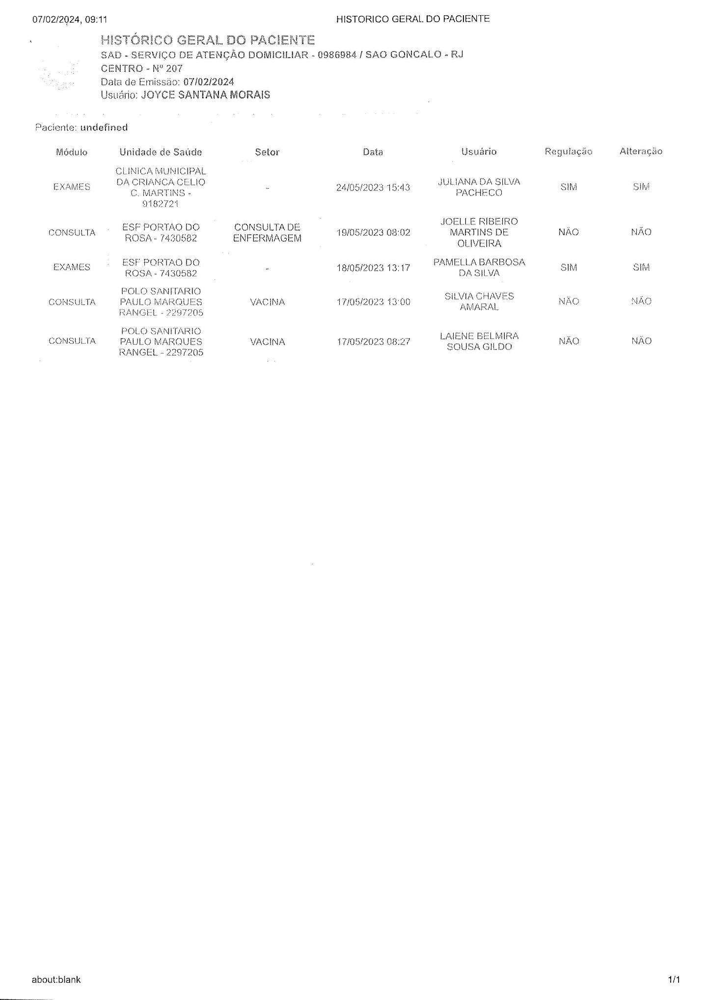 07/02/2024, 09:11 HISTORICO GERAL DO PACIENTE
HISTÓRICO GERAL DO PACIENTE
SAD - SERVIÇO DE ATENÇÃO DOMICILIAR - 0986984 / SAO GONCALO - RJ
CENTRO - Nº 207
Data de Emissão: 07/02/2024
Usuário: JOYCE SANTANA MORAIS
Paciente: undefined
Módulo Unidade de Saúde Setor Data Usuário Regulação Alteração
CLINICA MUNICIPAL
DA CRIANCA CELIO
C. MARTINS -
9182721
EXAMES - 24/05/2023 15:43 JULIANA DA SILVA
PACHECO SIM SIM
CONSULTA ESF PORTAO DO
ROSA - 7430582 CONSULTA DE
ENFERMAGEM 19/05/2023 08:02 JOELLE RIBEIRO
MARTINS DE
OLIVEIRA NÃO NÃO
EXAMES ESF PORTAO DO
ROSA - 7430582 - 18/05/2023 13:17 PAMELLA BARBOSA
DA SILVA SIM SIM
CONSULTA POLO SANITARIO
PAULO MARQUES
RANGEL - 2297205 VACINA 17/05/2023 13:00 SILVIA CHAVES
AMARAL NÃO NÃO
CONSULTA POLO SANITARIO
PAULO MARQUES
RANGEL - 2297205 VACINA 17/05/2023 08:27 LAIENE BELMIRA
SOUSA GILDO NÃO NÃO
about:blank 1/1